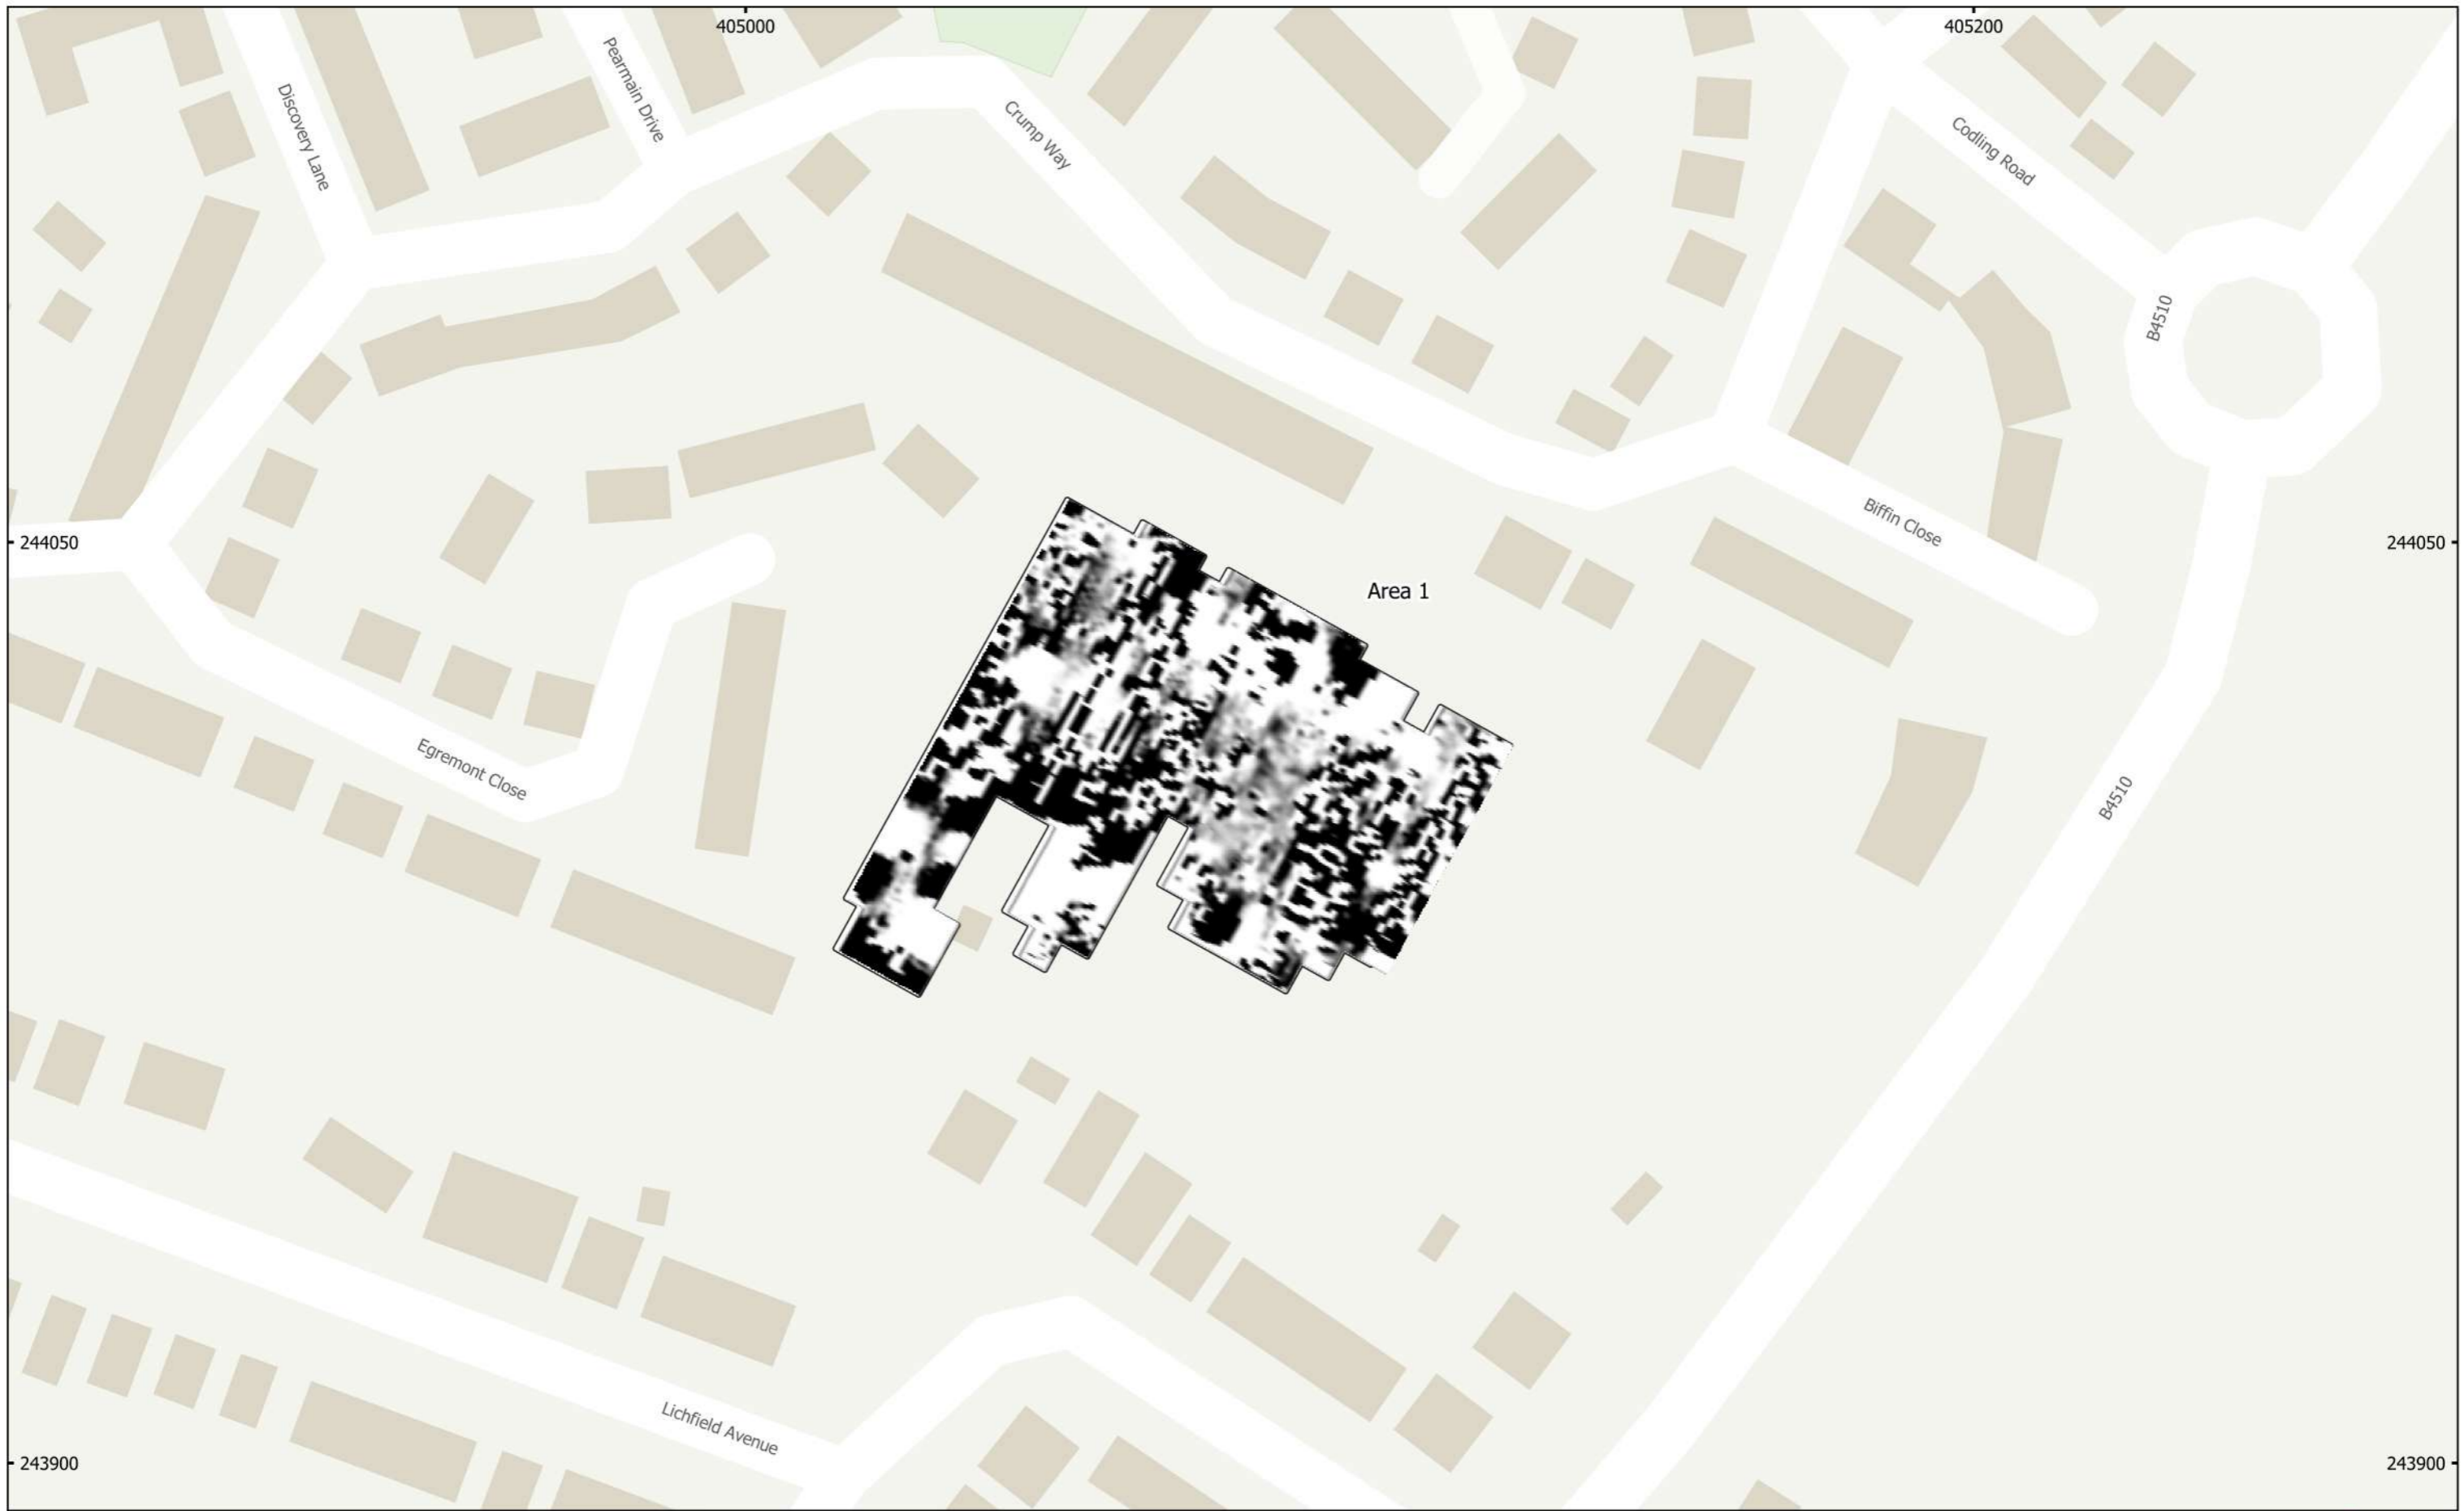 405000
405200
Pearmain Drive
Discovery Lane
Crump Way
Codling Road
B4510
Biffin Close
244050
244050
Area 1
Egremont Close
B4510
Lichfield Avenue
243900
243900